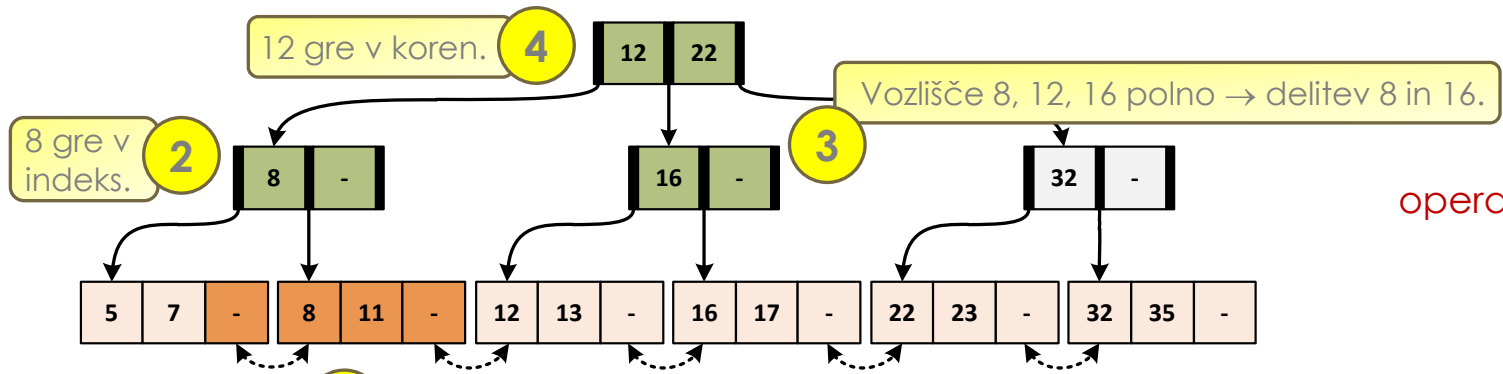 12 gre v koren.
4
12 22
Vozlišče 8, 12, 16 polno → delitev 8 in 16.
3
8 gre v
indeks.
2
8 -
16 -
32 -
5 7 - 8 11 - 12 13 - 16 17 - 22 23 - 32 35 -